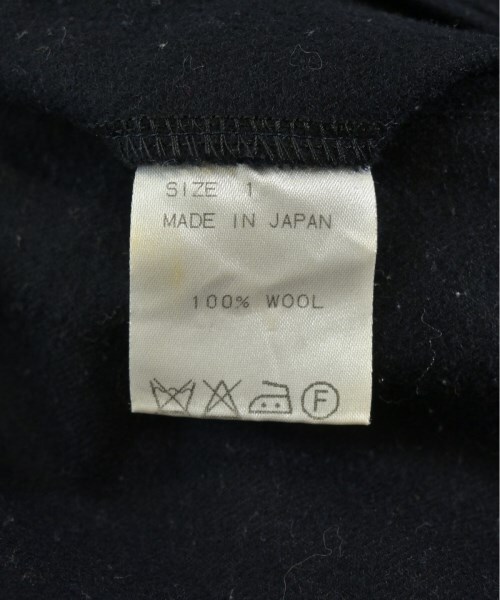 SIZE 1
MADE IN JAPAN
100% WOOL
F